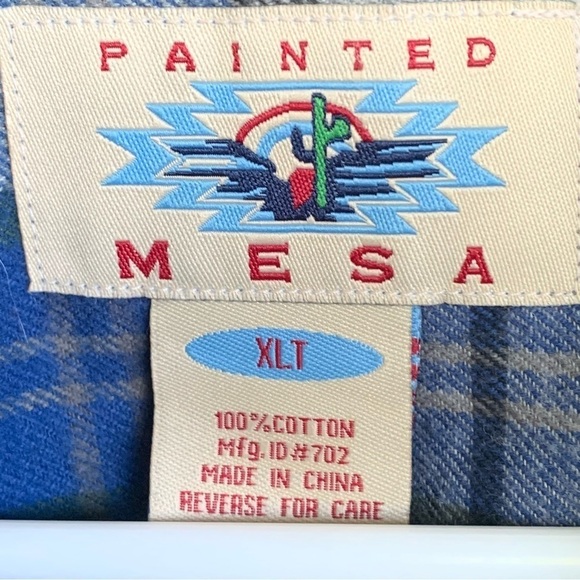 PAINTED
MESA
XLT
100% COTTON
Mfg. ID#702
MADE IN CHINA
REVERSE FOR CARE